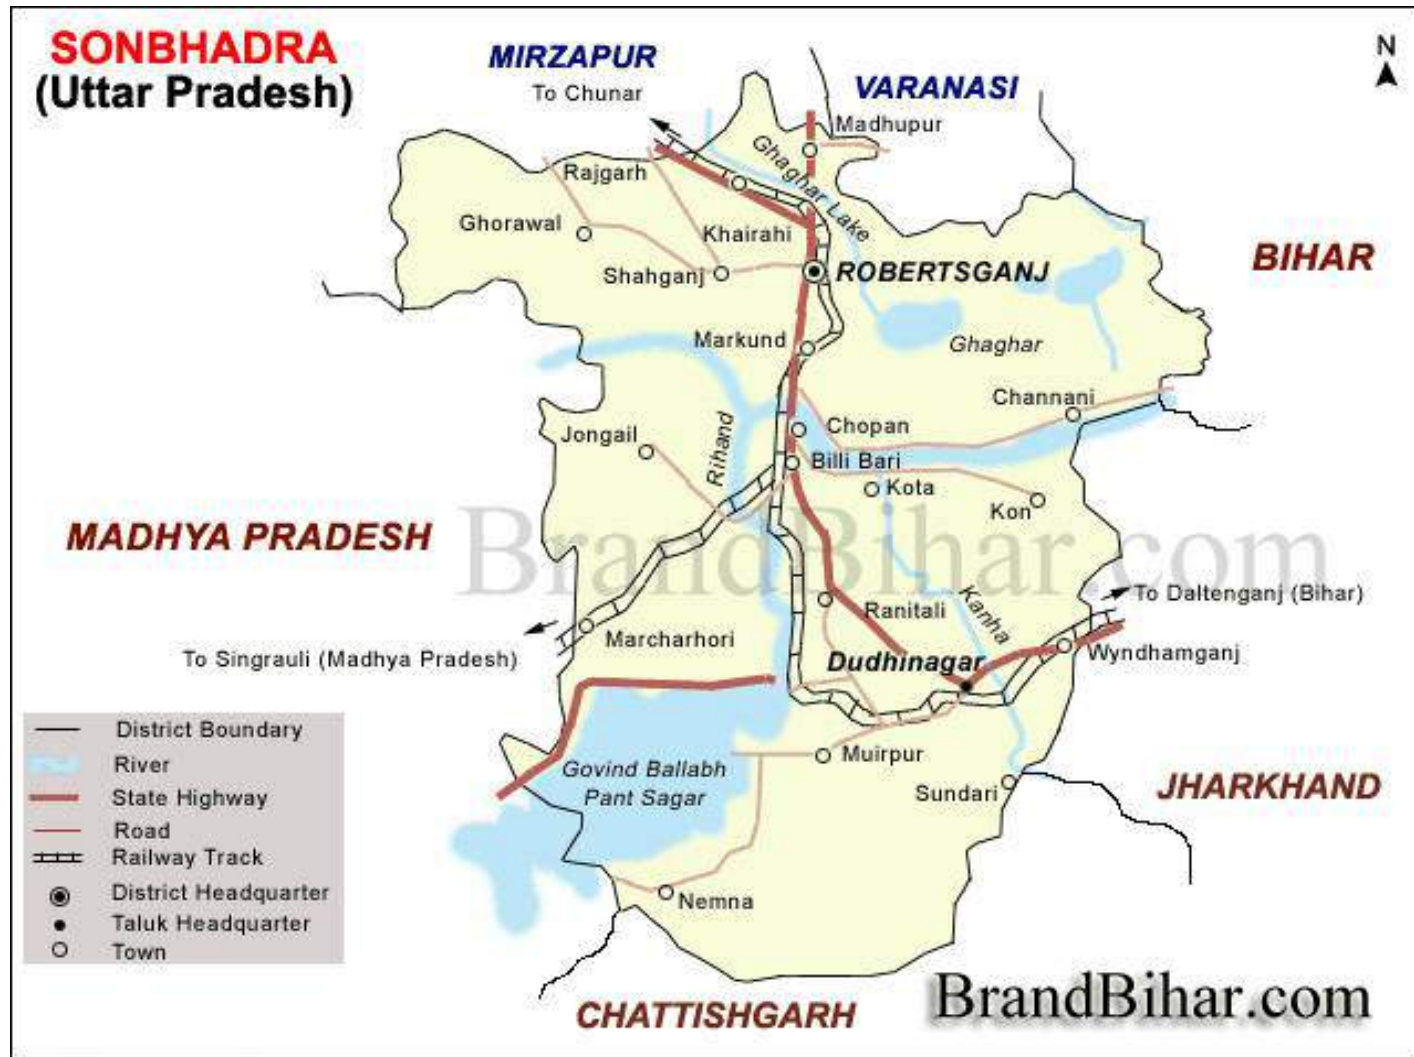 SONBHADRA
(Uttar Pradesh)
MIRZAPUR
To Chunar
VARANASI
N
Madhupur
Rajgarh
Ghaghar Lake
Ghorawal
Khairahi
BIHAR
Shahganj
ROBERTSGANJ
Markund
Ghaghar
Channani
Jongail
Rihand
Chopan
Billi Bari
Kota
Kon
MADHYA PRADESH
BrandBihar.com
To Daltenganj (Bihar)
Ranitali
Kanha
Marcharhori
Wyndhamganj
To Singrauli (Madhya Pradesh)
Dudhinagar
District Boundary
River
State Highway
Road
Railway Track
District Headquarter
Taluk Headquarter
Town
Govind Ballabh
Pant Sagar
Muirpur
Sundari
JHARKHAND
Nemna
CHATTISHGARH
BrandBihar.com